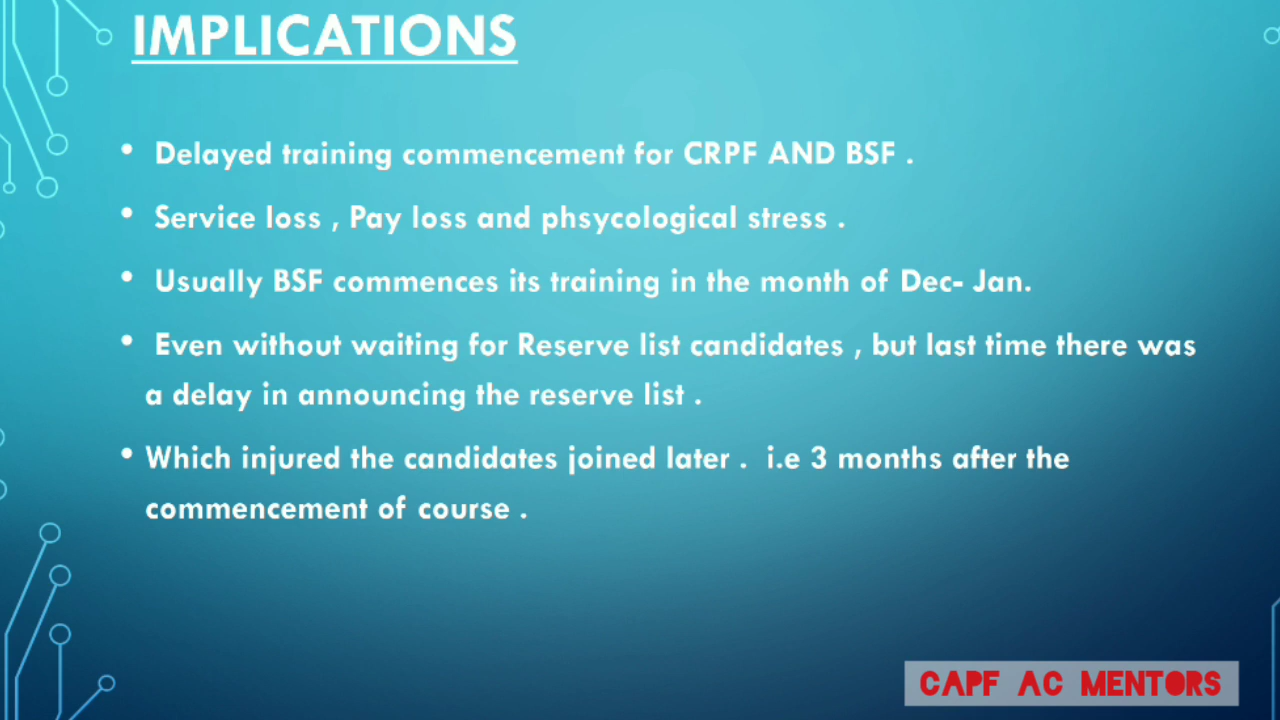 IMPLICATIONS
• Delayed training commencement for CRPF AND BSF .
• Service loss , Pay loss and phsycological stress .
• Usually BSF commences its training in the month of Dec- Jan.
• Even without waiting for Reserve list candidates , but last time there was
a delay in announcing the reserve list .
• Which injured the candidates joined later . i.e 3 months after the
commencement of course .
CAPF AC MENTORS